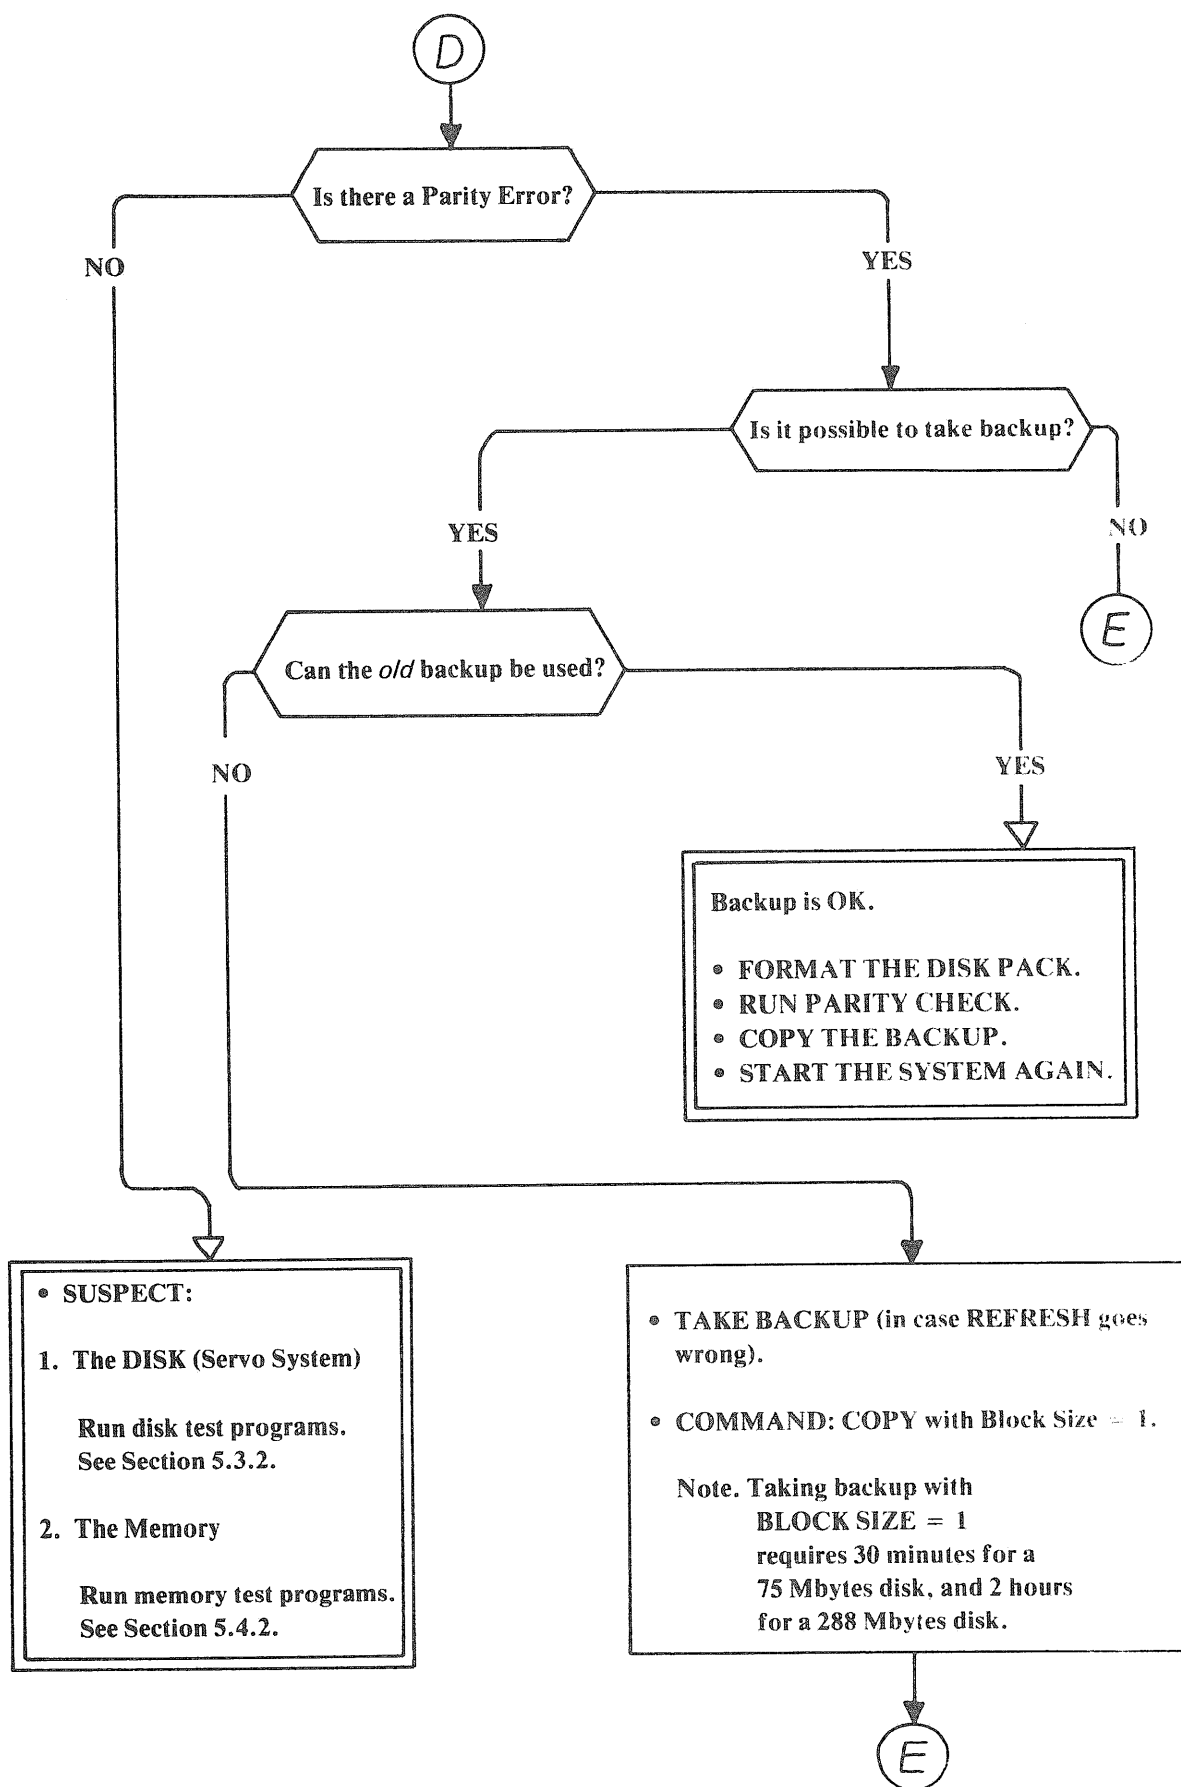 D
Is there a Parity Error?
NO
YES
Is it possible to take backup?
YES
NO
E
Can the old backup be used?
NO
YES
Backup is OK.
• FORMAT THE DISK PACK.
• RUN PARITY CHECK.
• COPY THE BACKUP.
• START THE SYSTEM AGAIN.
• SUSPECT:
1. The DISK (Servo System)
Run disk test programs.
See Section 5.3.2.
2. The Memory
Run memory test programs.
See Section 5.4.2.
• TAKE BACKUP (in case REFRESH goes
wrong).
• COMMAND: COPY with Block Size = 1.
Note. Taking backup with
BLOCK SIZE = 1
requires 30 minutes for a
75 Mbytes disk, and 2 hours
for a 288 Mbytes disk.
E